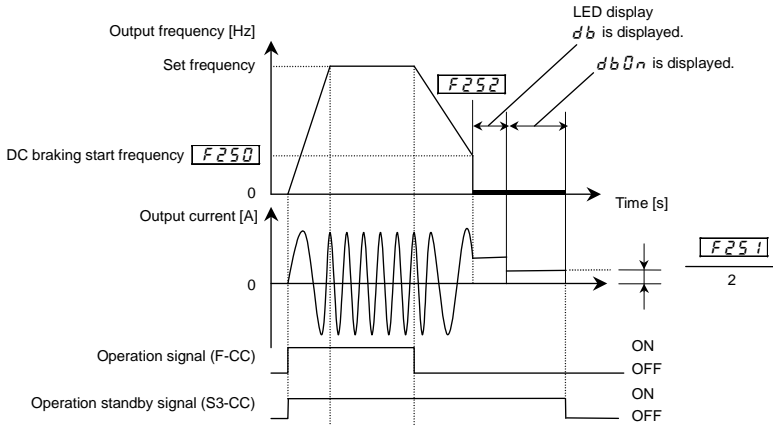 LED display
db is displayed.
Output frequency [Hz]
Set frequency
F252
dbOn is displayed.
DC braking start frequency F250
0
Time [s]
Output current [A]
F251
2
0
Operation signal (F-CC)
ON
OFF
Operation standby signal (S3-CC)
ON
OFF